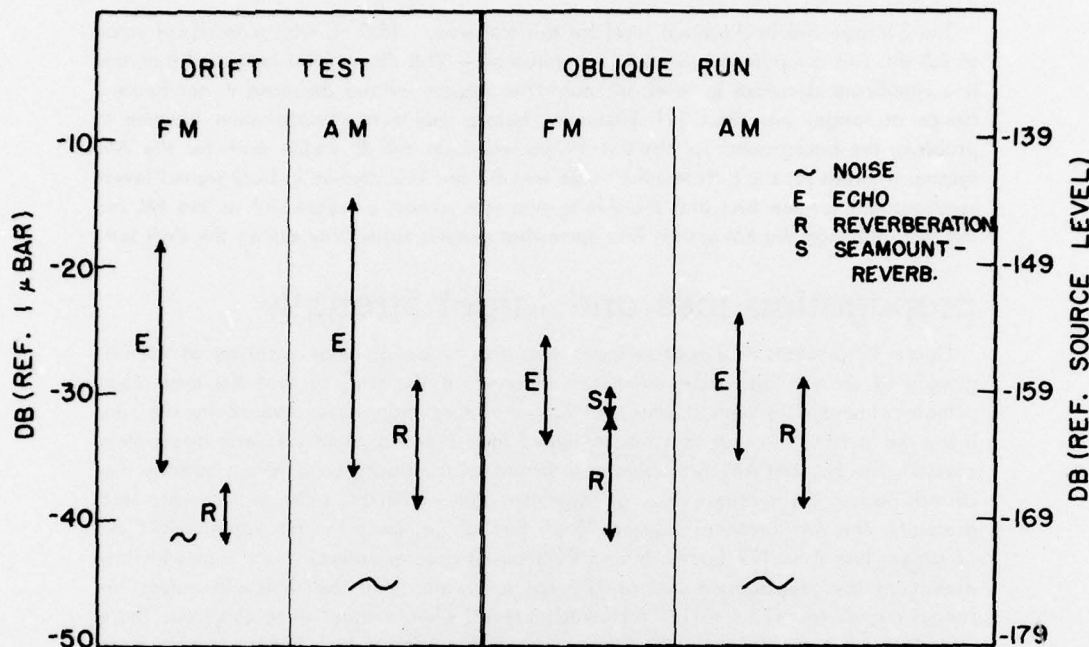 DRIFT TEST
OBLIQUE RUN
FM
AM
FM
AM
-10
-20
-30
-40
-50
DB (REF. 1 μ BAR)
-139
-149
-159
-169
-179
DB (REF. SOURCE LEVEL)
~ NOISE
E ECHO
R REVERBERATION
S SEAMOUNT-
REVERB.
E
R
~
E
R
~
E
S
R
E
R
~